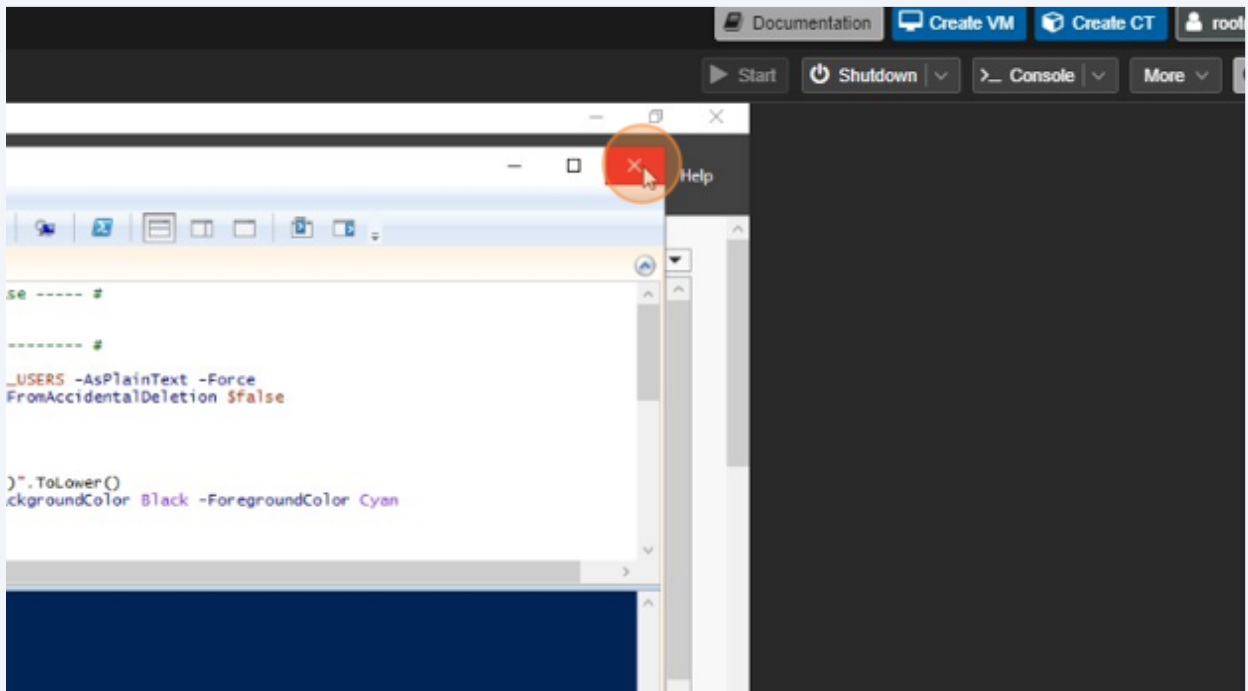 Documentation Create VM Create CT
Start Shutdown >_ Console More
Help
se ----- #
-------- #
_USERS -AsPlainText -Force
FromAccidentalDeletion $false
)".ToLower()
ckgroundColor Black -ForegroundColor Cyan